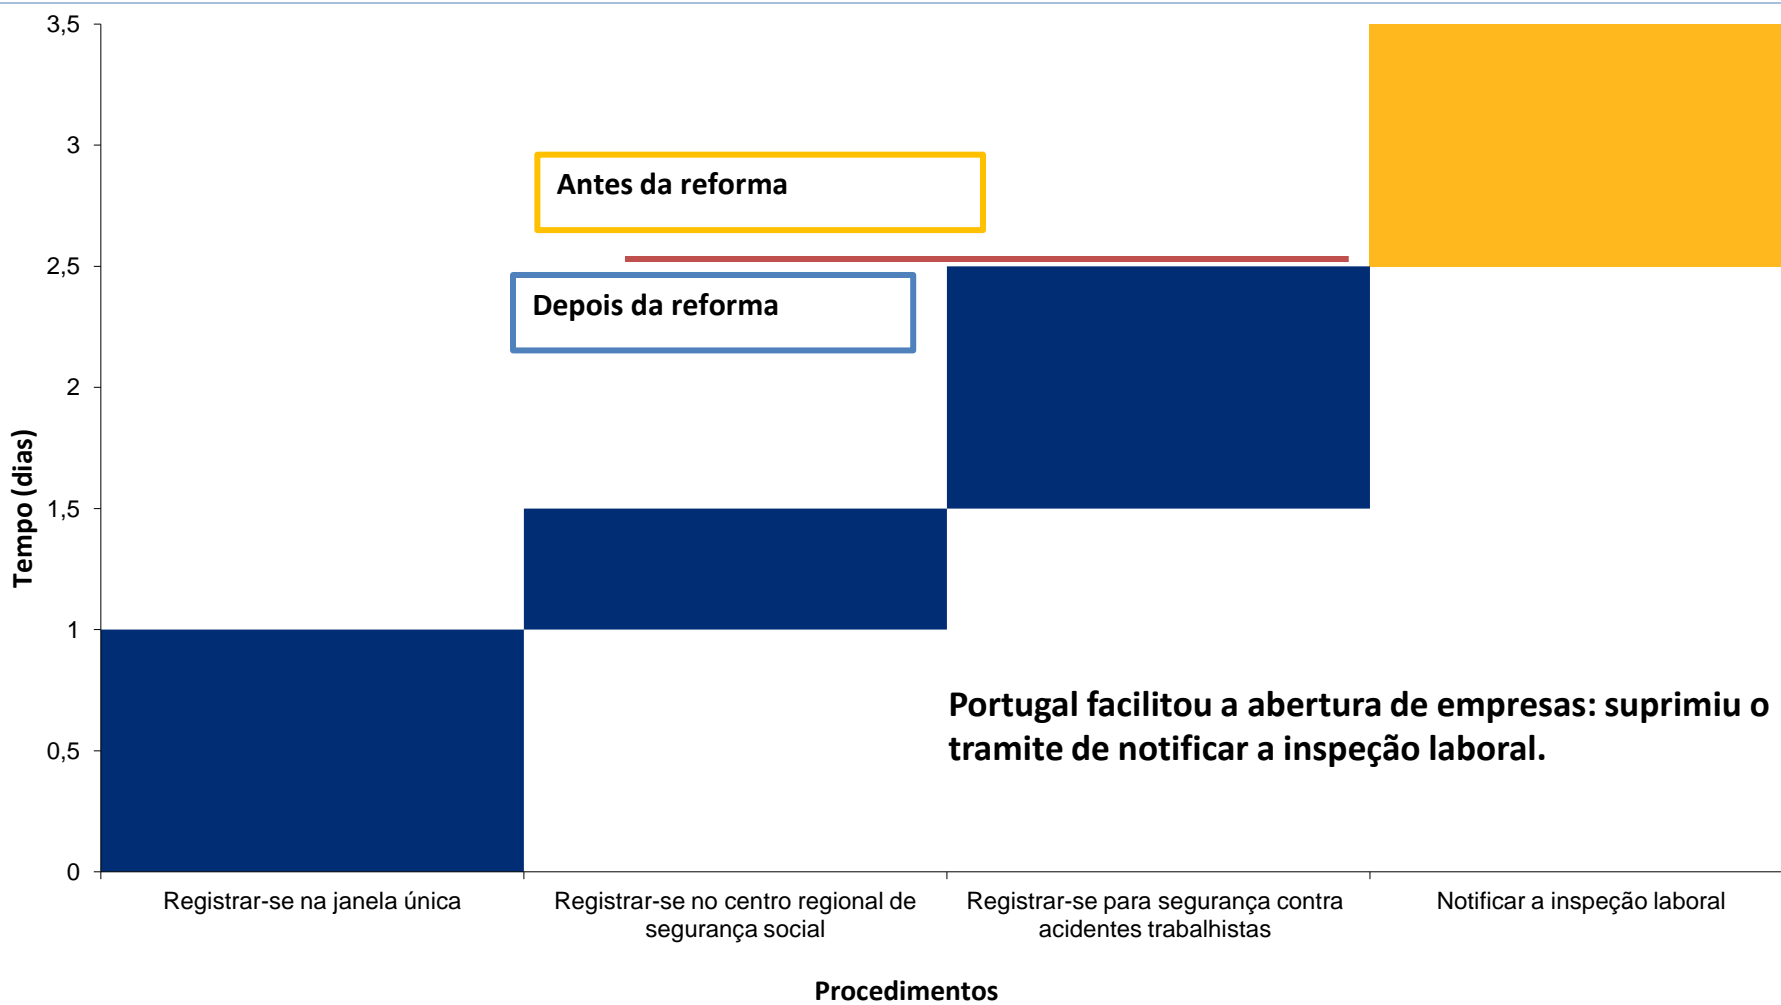 3,5
3
2,5
2
1,5
1
0,5
0
Tempo (dias)
Antes da reforma
Depois da reforma
Portugal facilitou a abertura de empresas: suprimiu o
tramite de notificar a inspeção laboral.
Registrar-se na janela única
Registrar-se no centro regional de
segurança social
Registrar-se para segurança contra
acidentes trabalhistas
Notificar a inspeção laboral
Procedimentos